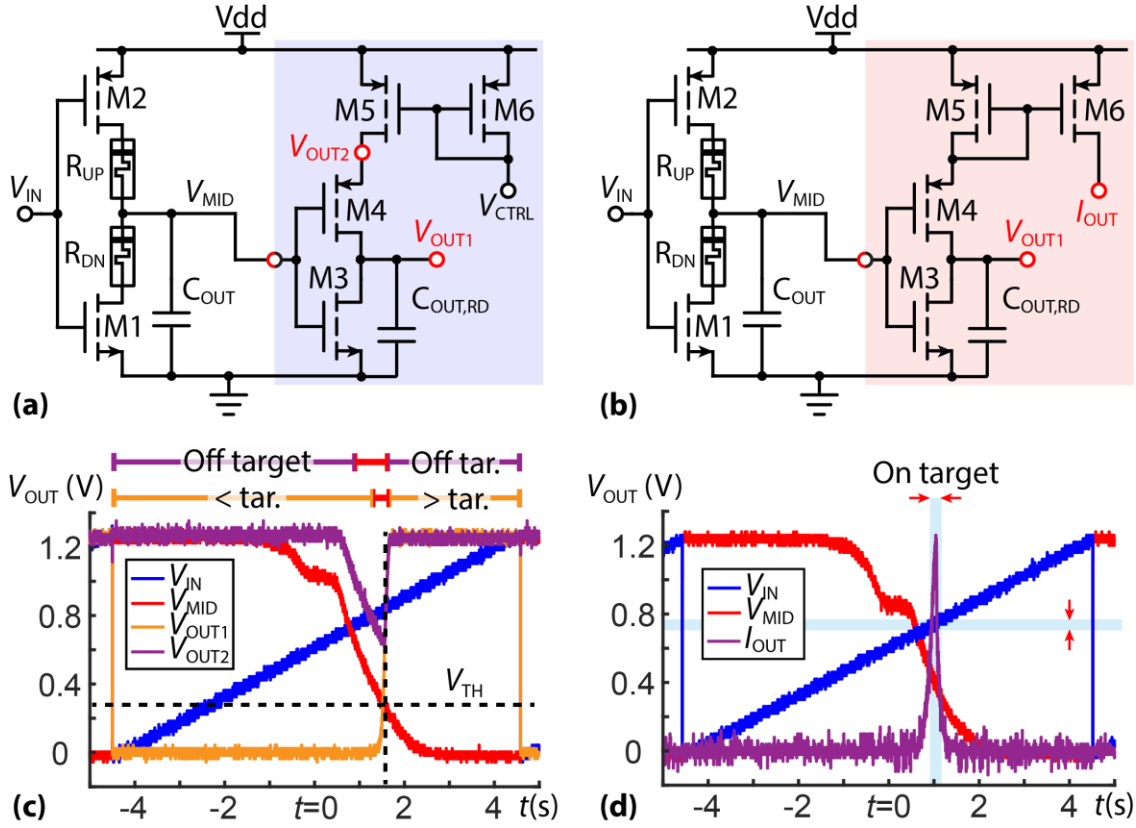 Vdd
M2
M5
M6
R_UP
V_OUT2
V_IN
V_MID
V_CTRL
M4
R_DN
V_OUT1
M3
C_OUT
C_OUT,RD
M1
(a)
Vdd
M2
M5
M6
R_UP
V_IN
V_MID
M4
I_OUT
R_DN
V_OUT1
M3
C_OUT
C_OUT,RD
M1
(b)
Off target
Off tar.
V_OUT (V)
< tar.
> tar.
1.2
V_IN
V_MID
V_OUT1
V_OUT2
0.8
V_TH
0.4
0
(c)
-4
-2
t=0
2
4
t(s)
On target
V_OUT (V)
1.2
V_IN
V_MID
I_OUT
0.8
0.4
0
(d)
-4
-2
t=0
2
4
t(s)